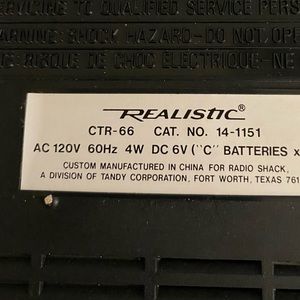 SERVICING TO QUALIFIED SERVICE PERS
WARNING: SHOCK HAZARD-DO NOT OPE
RISQUE DE CHOC ELECTRIQUE-NE
REALISTIC®
CTR-66 CAT. NO. 14-1151
AC 120V 60Hz 4W DC 6V ("C" BATTERIES x
CUSTOM MANUFACTURED IN CHINA FOR RADIO SHACK,
A DIVISION OF TANDY CORPORATION, FORT WORTH, TEXAS 761